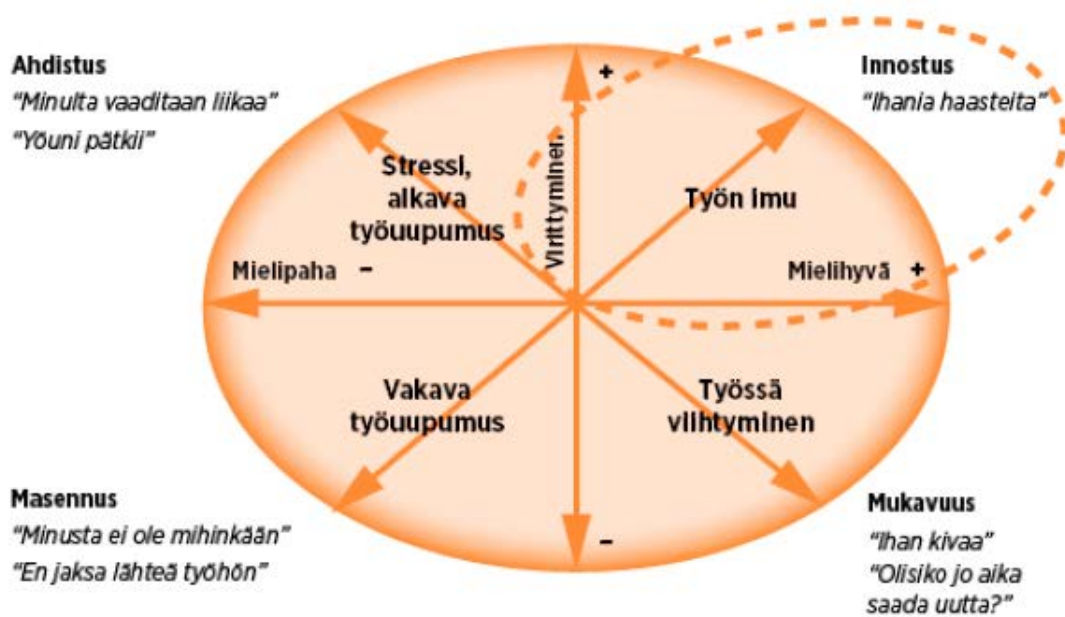 Ahdistus
"Minulta vaaditaan liikaa"
"Yöuni pätkii"
Innostus
"Ihania haasteita"
+
Virittyminen
Stressi,
alkava
työuupumus
Työn imu
Mielipaha -
Mielihyvä +
Vakava
työuupumus
Työssä
viihtyminen
-
Masennus
"Minusta ei ole mihinkään"
"En jaksa lähteä työhön"
Mukavuus
"Ihan kivaa"
"Olisiko jo aika
saada uutta?"